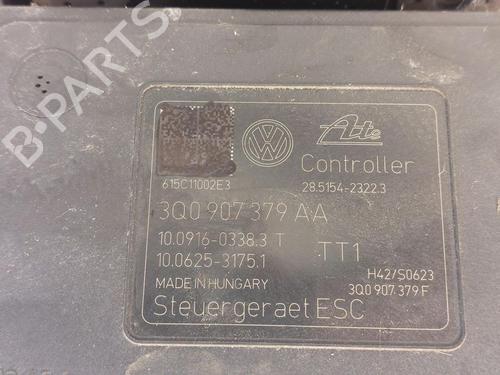 B-PARTS
Ate
Controller
615C11002E3
28.5154-2322.3
3Q0 907 379 AA
10.0916-0338.3 T
TT1
10.0625-3175.1
H42/S0623
MADE IN HUNGARY
3Q0 907 379 F
Steuergeraet ESC